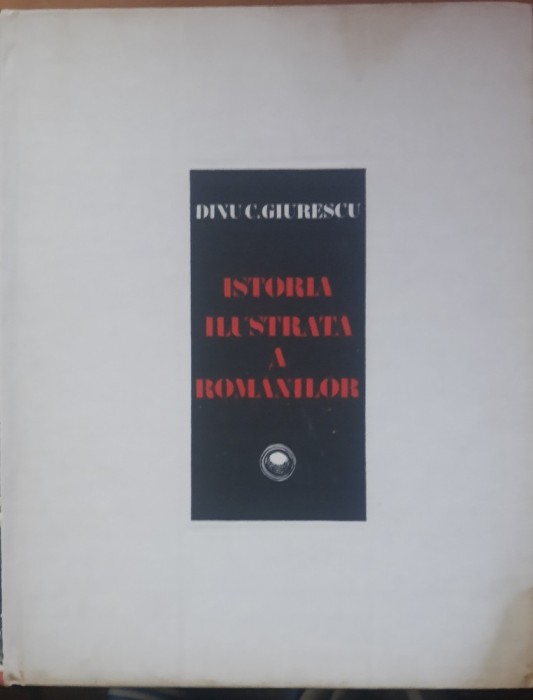 DINU C.GIURESCU
ISTORIA
ILUSTRATA
A
ROMANILOR